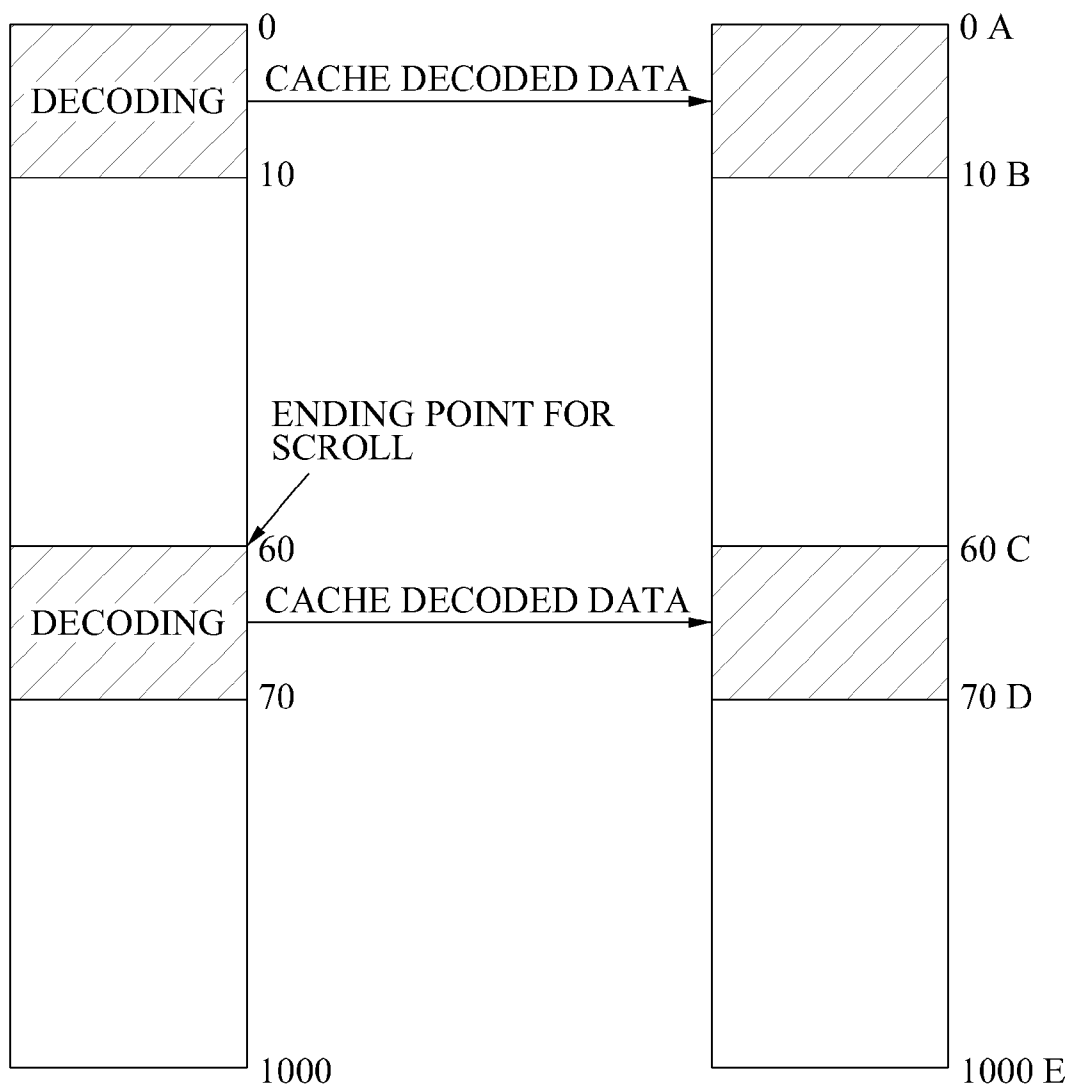 0
0 A
DECODING
CACHE DECODED DATA
10
10 B
ENDING POINT FOR
SCROLL
60
60 C
DECODING
CACHE DECODED DATA
70
70 D
1000
1000 E